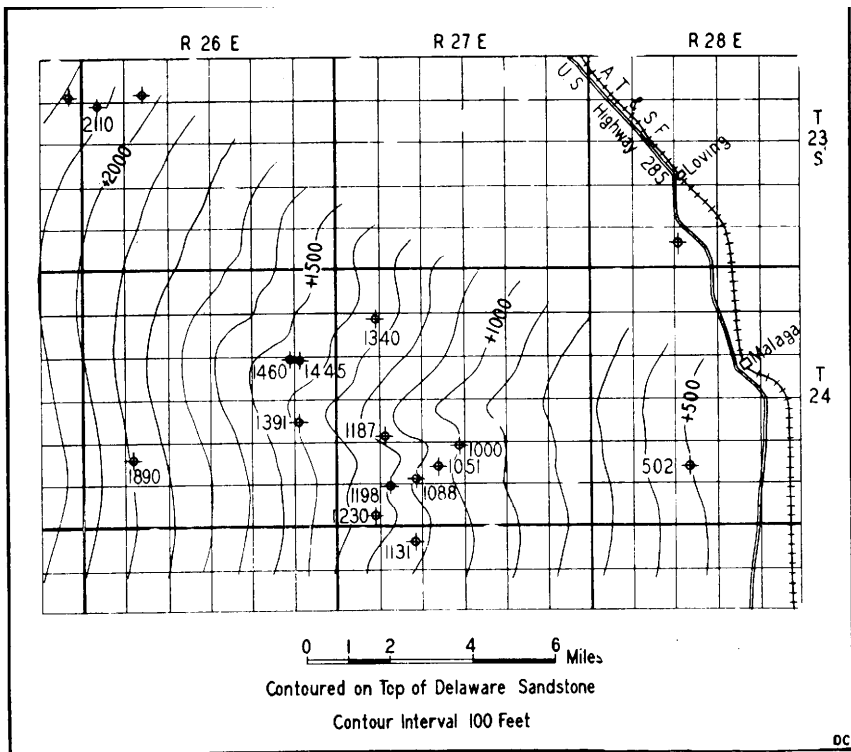 R 26 E R 27 E R 28 E
A T & S F
U.S. Highway 285
Loving
T
23
S
2110
+2000
+1500
1340
+1000
Malaga
1460 1445
T
24
+500
1391
1187
1000
1051
502
1890
1088
1198
1230
1131
0 1 2 4 6 Miles
Contoured on Top of Delaware Sandstone
Contour Interval 100 Feet
DC